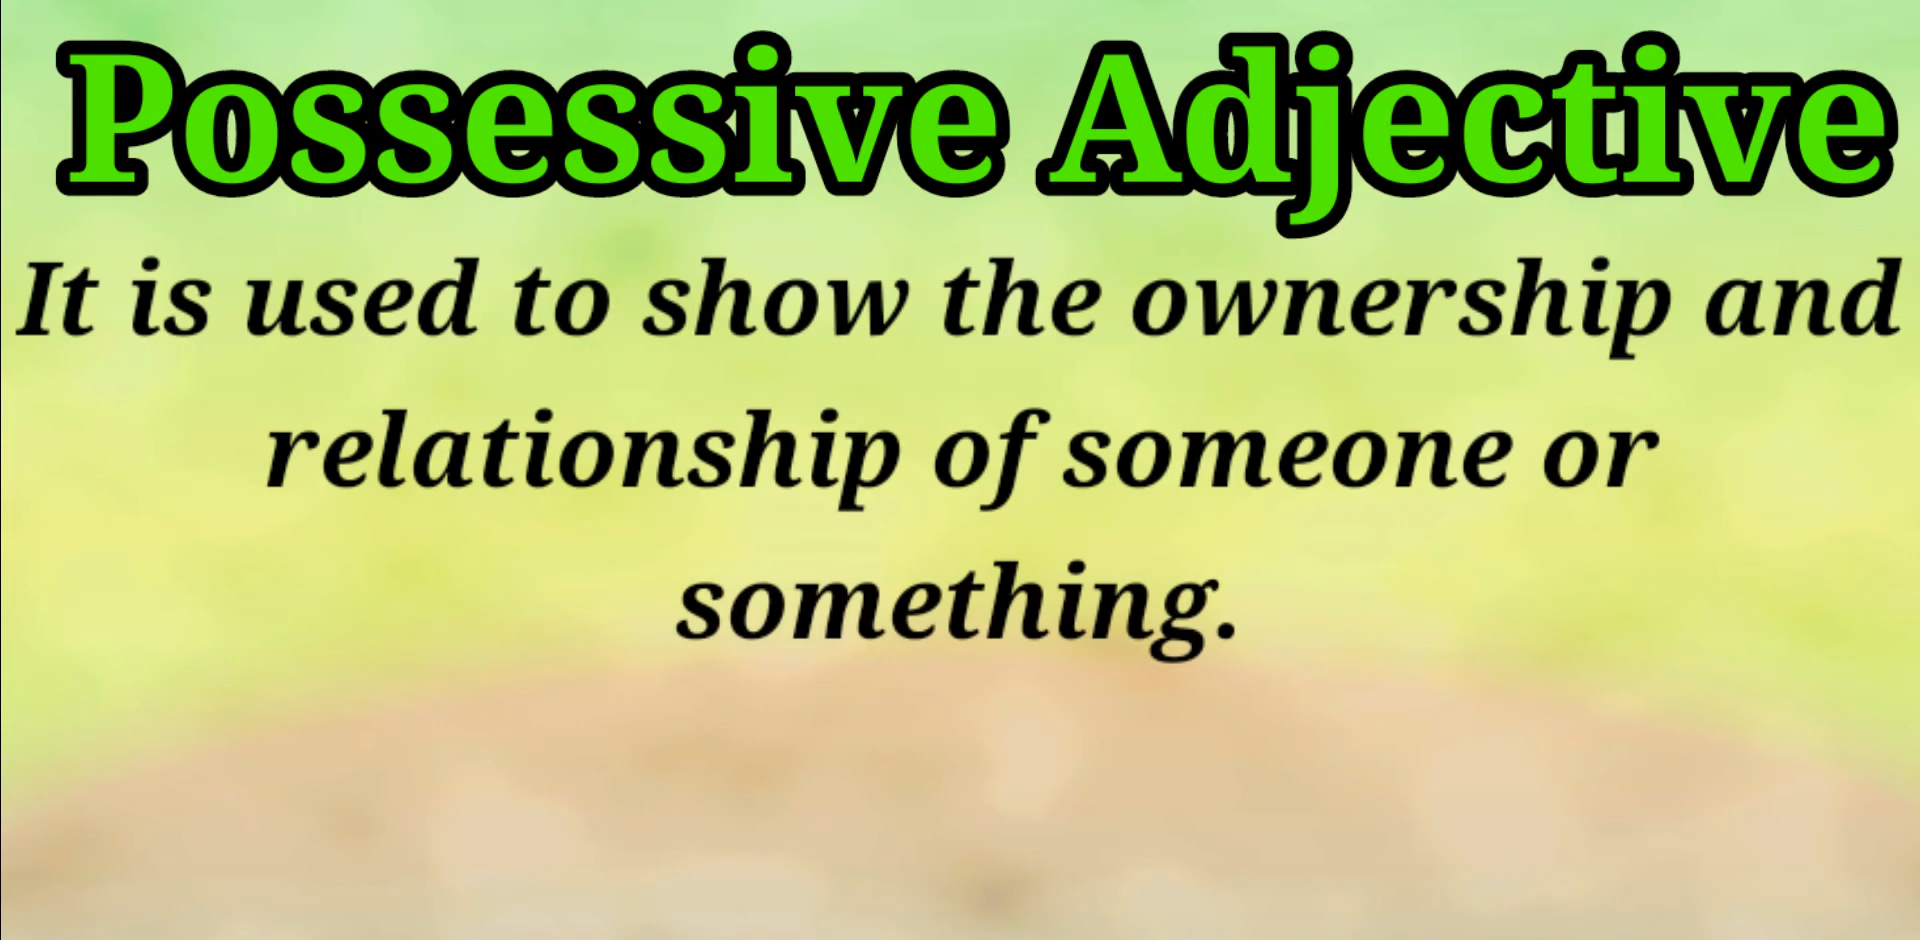 Possessive Adjective
It is used to show the ownership and
relationship of someone or
something.